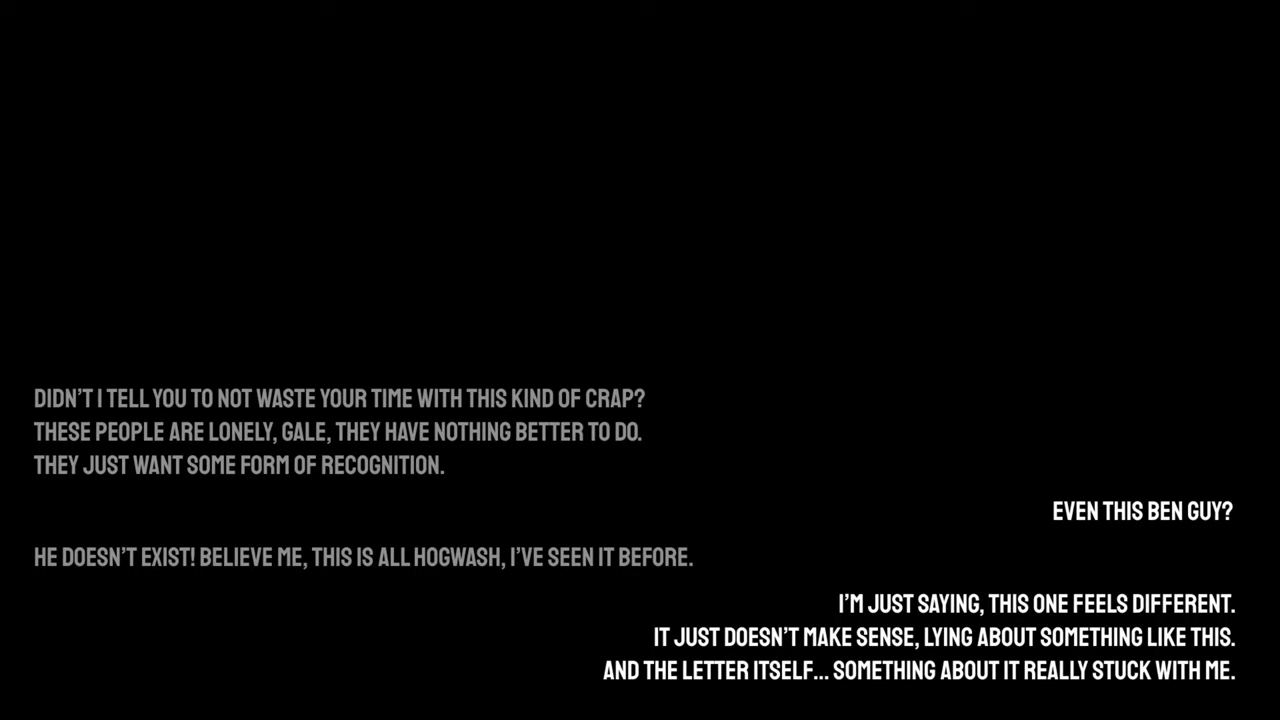 DIDN'T I TELL YOU TO NOT WASTE YOUR TIME WITH THIS KIND OF CRAP?
THESE PEOPLE ARE LONELY, GALE, THEY HAVE NOTHING BETTER TO DO.
THEY JUST WANT SOME FORM OF RECOGNITION.
EVEN THIS BEN GUY?
HE DOESN'T EXIST! BELIEVE ME, THIS IS ALL HOGWASH, I'VE SEEN IT BEFORE.
I'M JUST SAYING, THIS ONE FEELS DIFFERENT.
IT JUST DOESN'T MAKE SENSE, LYING ABOUT SOMETHING LIKE THIS.
AND THE LETTER ITSELF... SOMETHING ABOUT IT REALLY STUCK WITH ME.